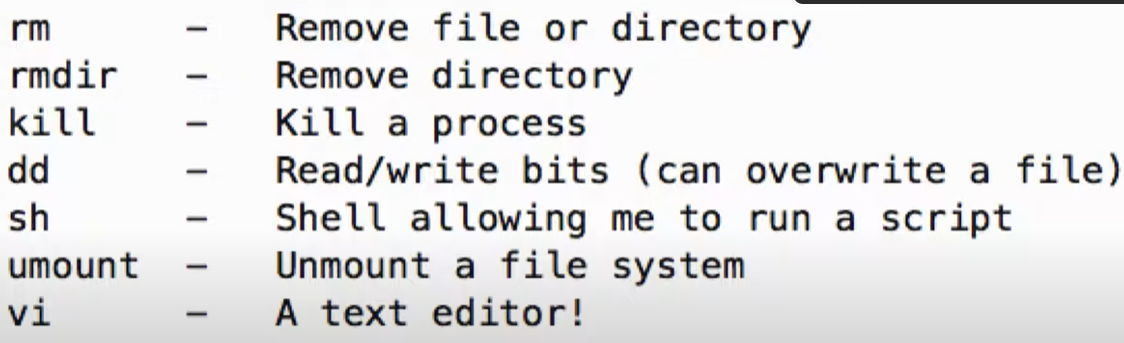 rm – Remove file or directory
rmdir – Remove directory
kill – Kill a process
dd – Read/write bits (can overwrite a file)
sh – Shell allowing me to run a script
umount – Unmount a file system
vi – A text editor!